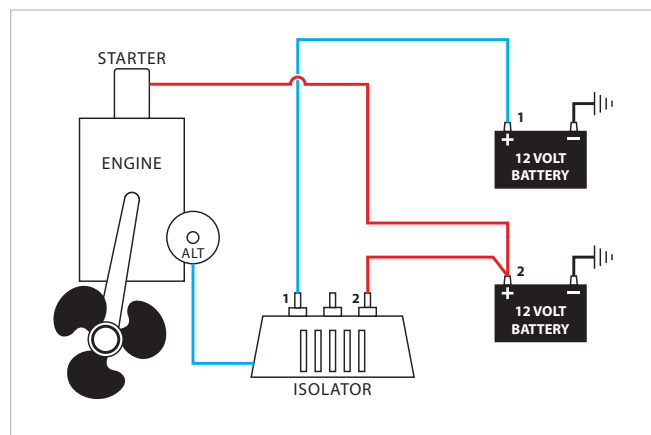 STARTER
ENGINE
ALT
1
+ −
12 VOLT
BATTERY
1 2
ISOLATOR
2
+ −
12 VOLT
BATTERY